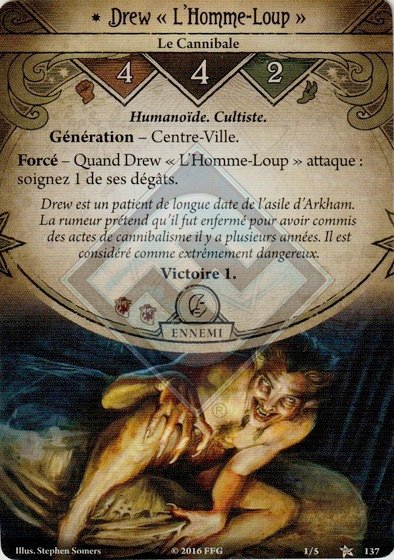 Drew « L'Homme-Loup »
Le Cannibale
4 4 2
Humanoïde. Cultiste.
Génération – Centre-Ville.
Forcé – Quand Drew « L'Homme-Loup » attaque :
soignez 1 de ses dégâts.
Drew est un patient de longue date de l'asile d'Arkham.
La rumeur prétend qu'il fut enfermé pour avoir commis
des actes de cannibalisme il y a plusieurs années. Il est
considéré comme extrêmement dangereux.
Victoire 1.
ENNEMI
®
Illus. Stephen Somers © 2016 FFG 1/5 137